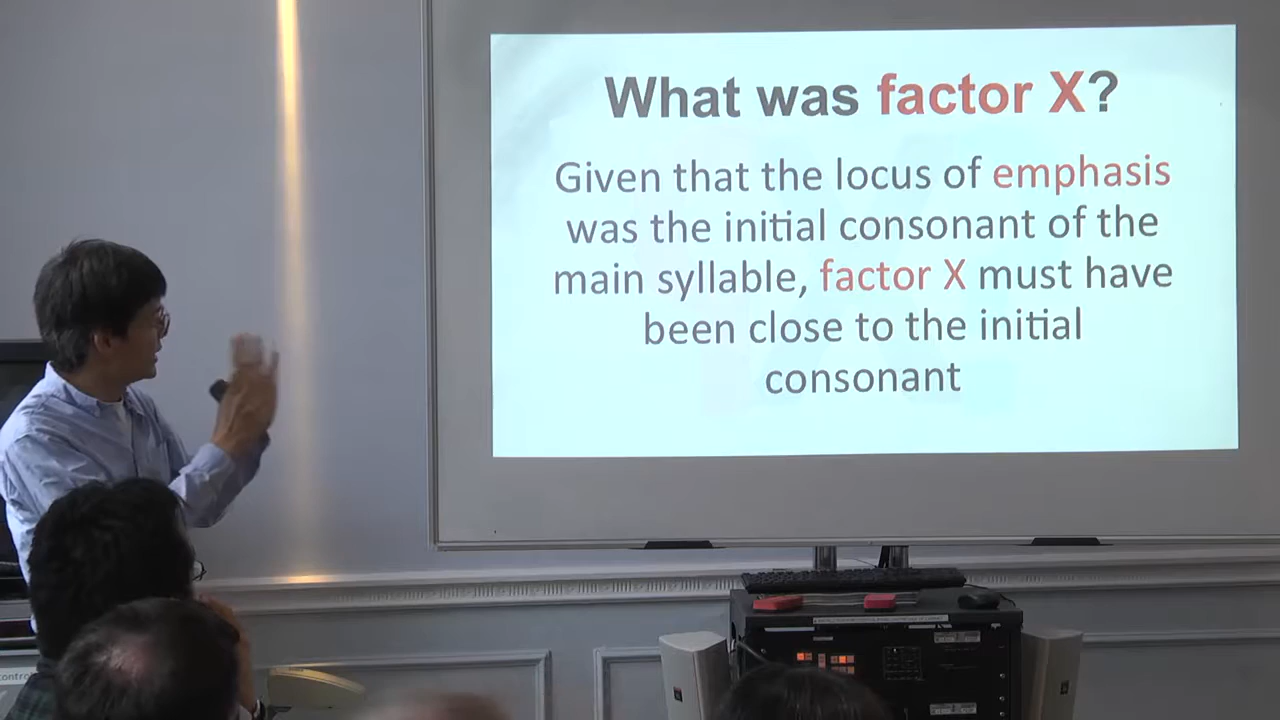 What was factor X?
Given that the locus of emphasis
was the initial consonant of the
main syllable, factor X must have
been close to the initial
consonant